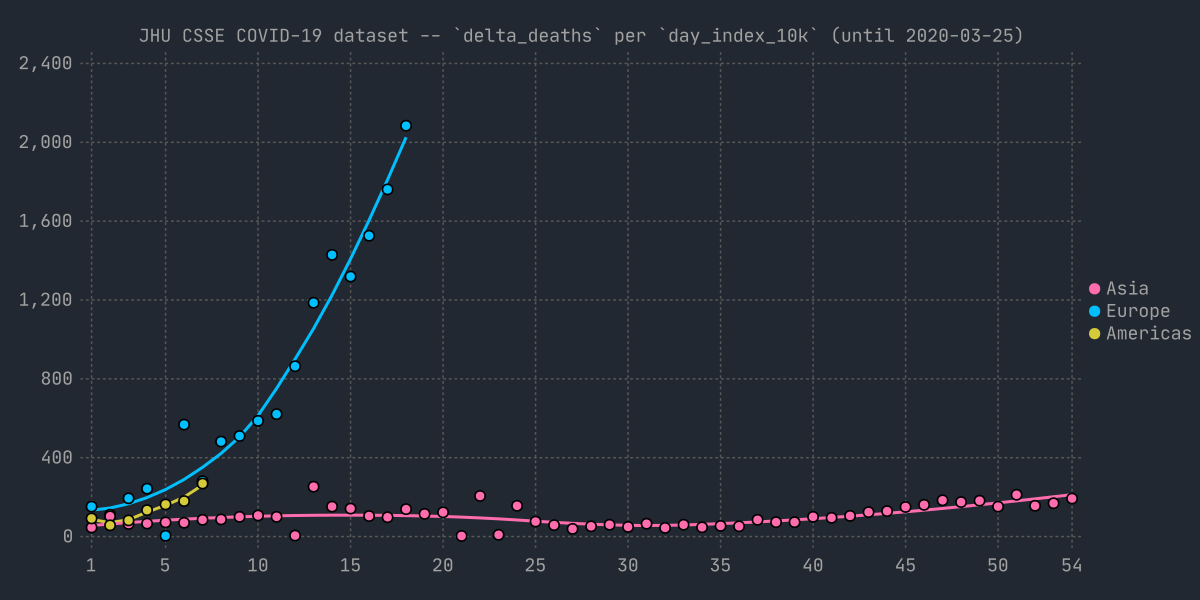 JHU CSSE COVID-19 dataset -- `delta_deaths` per `day_index_10k` (until 2020-03-25)
2,400
2,000
1,600
1,200
800
400
0
1 5 10 15 20 25 30 35 40 45 50 54
Asia
Europe
Americas